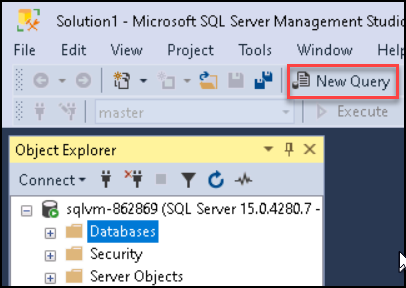 Solution1 - Microsoft SQL Server Management Studio
File Edit View Project Tools Window Help
New Query
master Execute
Object Explorer
Connect
sqlvm-862869 (SQL Server 15.0.4280.7 -
Databases
Security
Server Objects